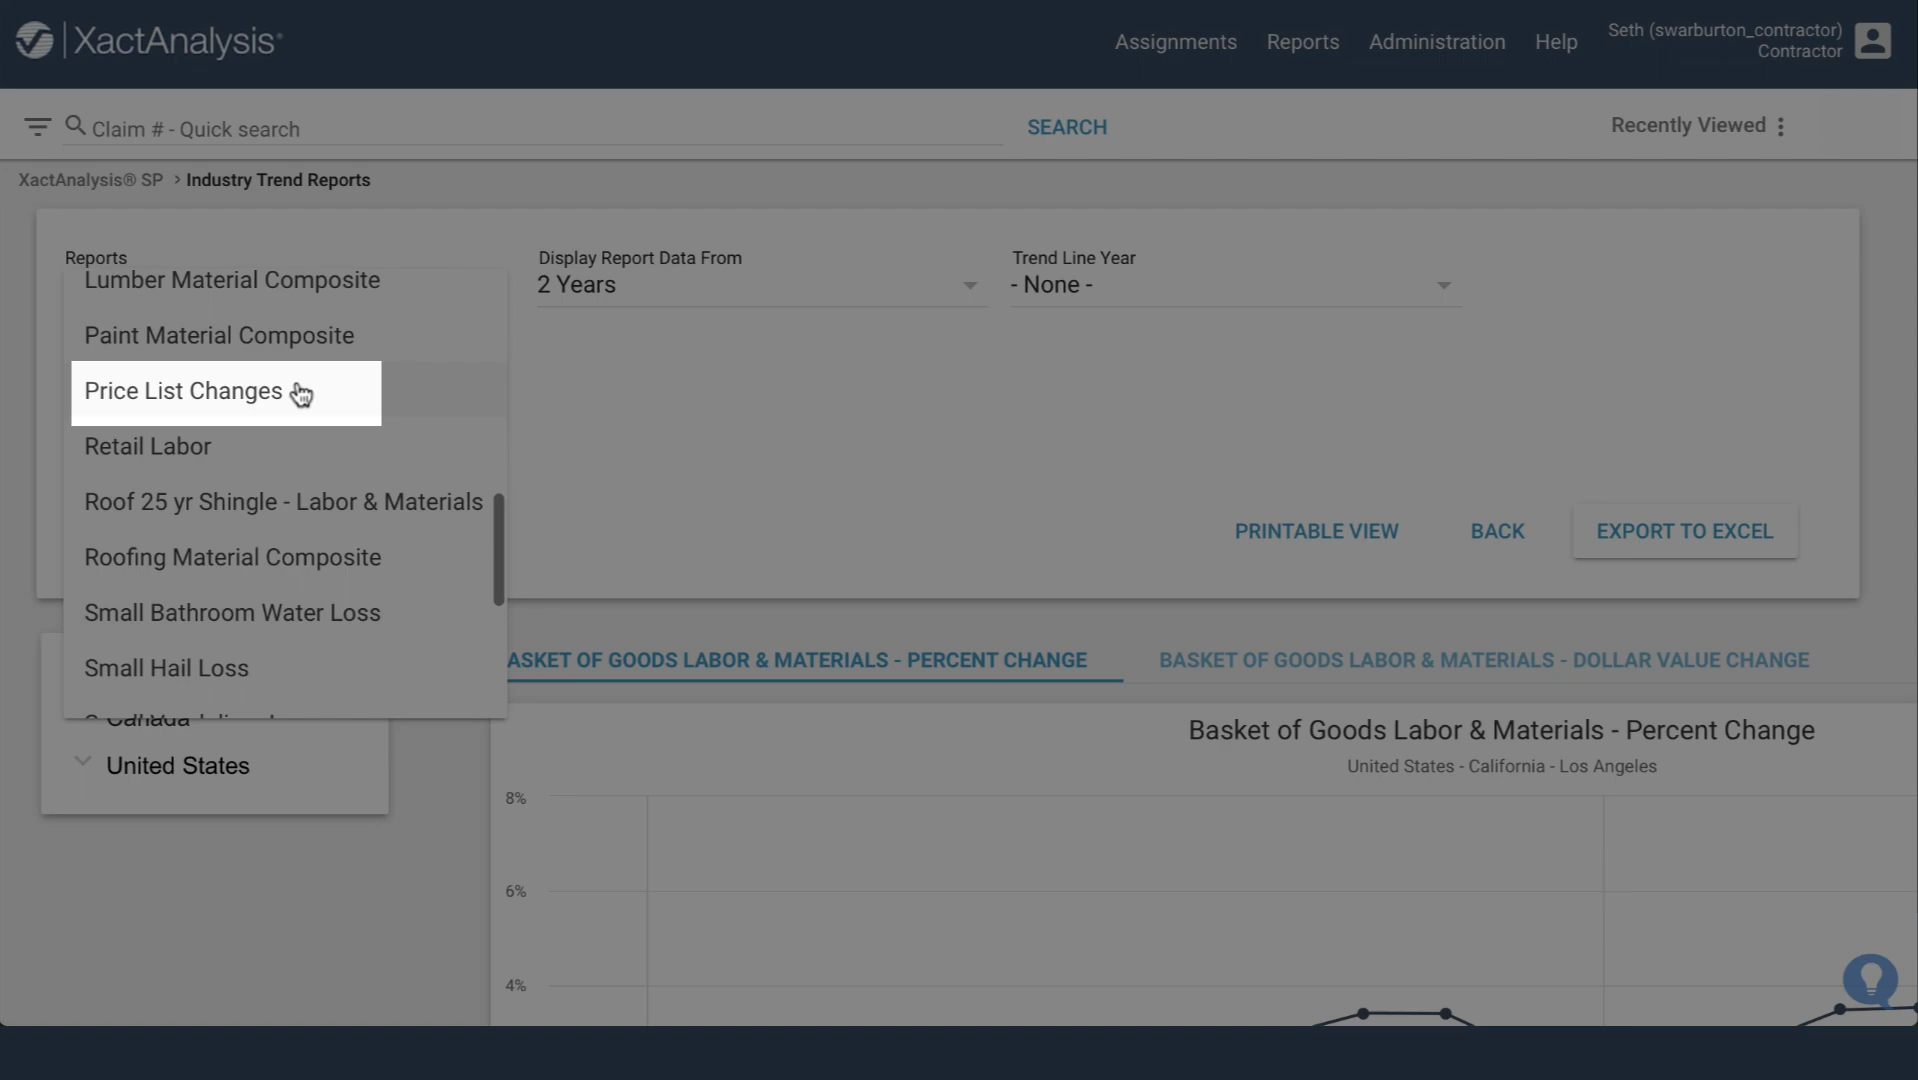 XactAnalysis®
Assignments
Reports
Administration
Help
Seth (swarburton_contractor)
Contractor
Claim # - Quick search
SEARCH
Recently Viewed
XactAnalysis® SP > Industry Trend Reports
Reports
Display Report Data From
Trend Line Year
2 Years
- None -
Lumber Material Composite
Paint Material Composite
Price List Changes
Retail Labor
Roof 25 yr Shingle - Labor & Materials
Roofing Material Composite
Small Bathroom Water Loss
Small Hail Loss
Canada
United States
PRINTABLE VIEW
BACK
EXPORT TO EXCEL
ASKET OF GOODS LABOR & MATERIALS - PERCENT CHANGE
BASKET OF GOODS LABOR & MATERIALS - DOLLAR VALUE CHANGE
Basket of Goods Labor & Materials - Percent Change
United States - California - Los Angeles
8%
6%
4%